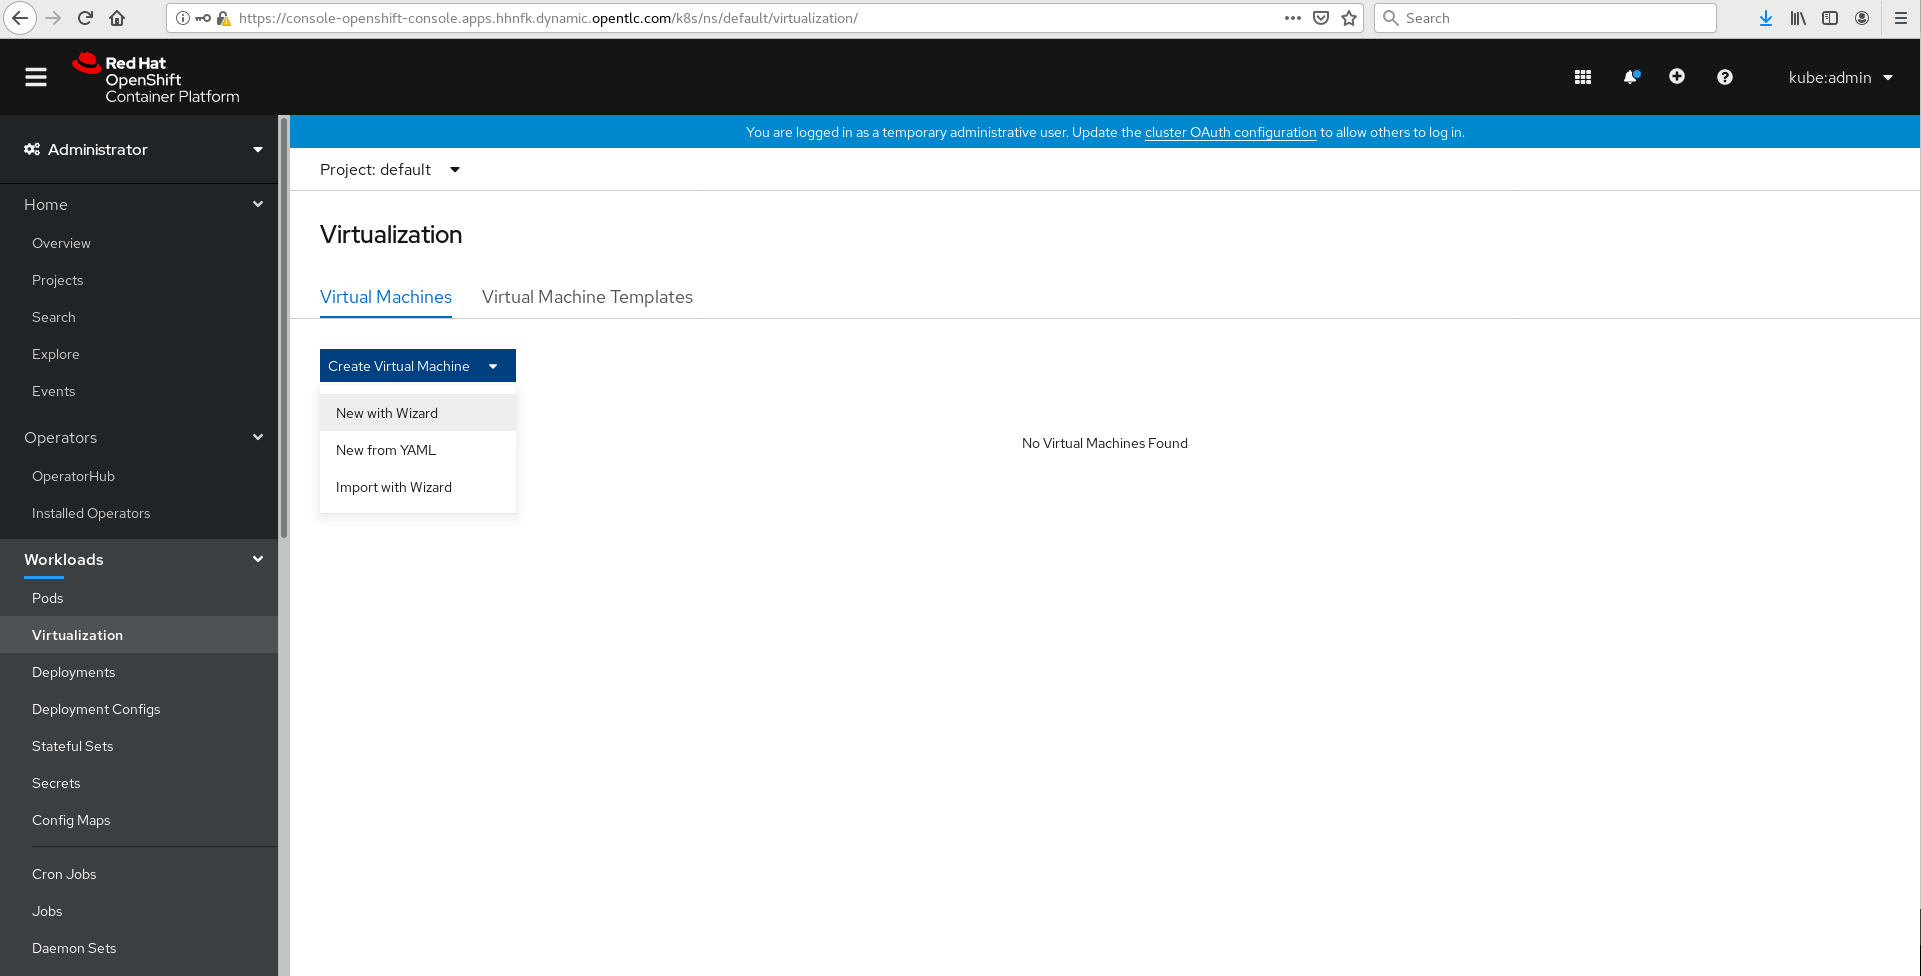 https://console-openshift-console.apps.hhnfk.dynamic.opentlc.com/k8s/ns/default/virtualization/
Search
Red Hat
OpenShift
Container Platform
kube:admin
Administrator
You are logged in as a temporary administrative user. Update the cluster OAuth configuration to allow others to log in.
Project: default
Home
Overview
Projects
Search
Explore
Events
Operators
OperatorHub
Installed Operators
Workloads
Pods
Virtualization
Deployments
Deployment Configs
Stateful Sets
Secrets
Config Maps
Cron Jobs
Jobs
Daemon Sets
Virtualization
Virtual Machines
Virtual Machine Templates
Create Virtual Machine
New with Wizard
New from YAML
Import with Wizard
No Virtual Machines Found